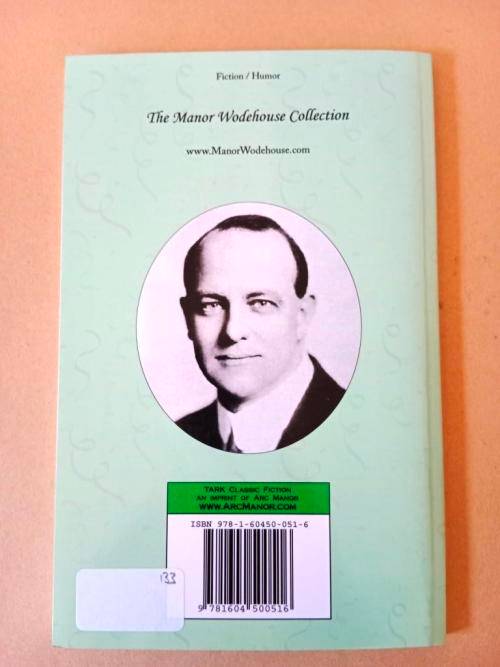 Fiction / Humor
The Manor Wodehouse Collection
www.ManorWodehouse.com
TARK Classic Fiction
an imprint of Arc Manor
www.ArcManor.com
ISBN 978-1-60450-051-6
9 781604 500516